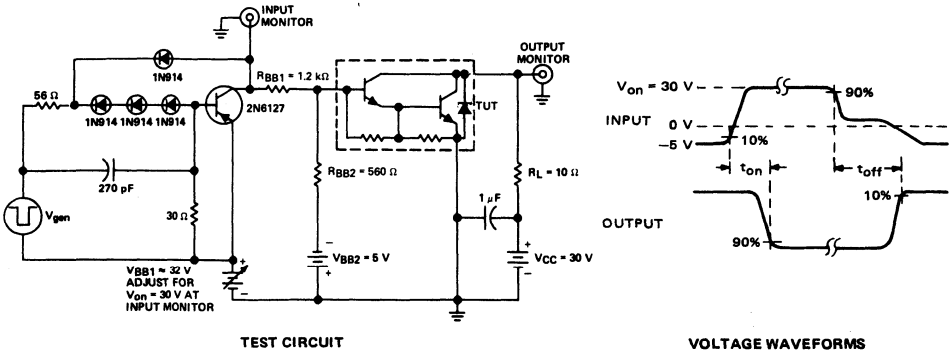 INPUT
MONITOR
OUTPUT
MONITOR
1N914
RBB1 = 1.2 kΩ
56 Ω
1N914 1N914 1N914
2N6127
TUT
270 pF
RBB2 = 560 Ω
RL = 10 Ω
1 µF
30 Ω
Vgen
VBB1 ≈ 32 V
ADJUST FOR
Von = 30 V AT
INPUT MONITOR
VBB2 = 5 V
VCC = 30 V
TEST CIRCUIT
Von = 30 V
90%
INPUT
0 V
10%
−5 V
ton
toff
10%
OUTPUT
90%
VOLTAGE WAVEFORMS